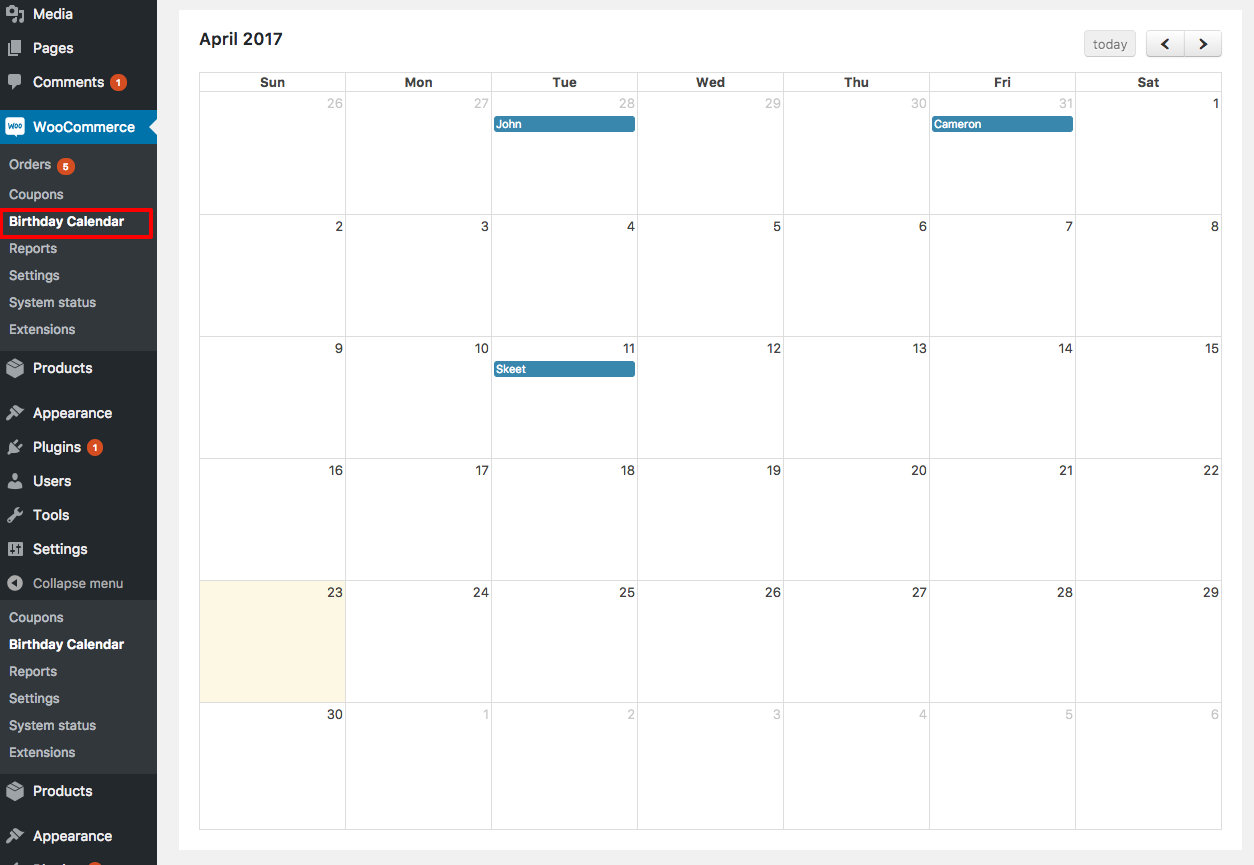 Media
Pages
Comments 1
WooCommerce
Orders 5
Coupons
Birthday Calendar
Reports
Settings
System status
Extensions
Products
Appearance
Plugins 1
Users
Tools
Settings
Collapse menu
Coupons
Birthday Calendar
Reports
Settings
System status
Extensions
Products
Appearance
April 2017
today
Sun Mon Tue Wed Thu Fri Sat
26 27 28 29 30 31 1
John Cameron
2 3 4 5 6 7 8
9 10 11 12 13 14 15
Skeet
16 17 18 19 20 21 22
23 24 25 26 27 28 29
30 1 2 3 4 5 6